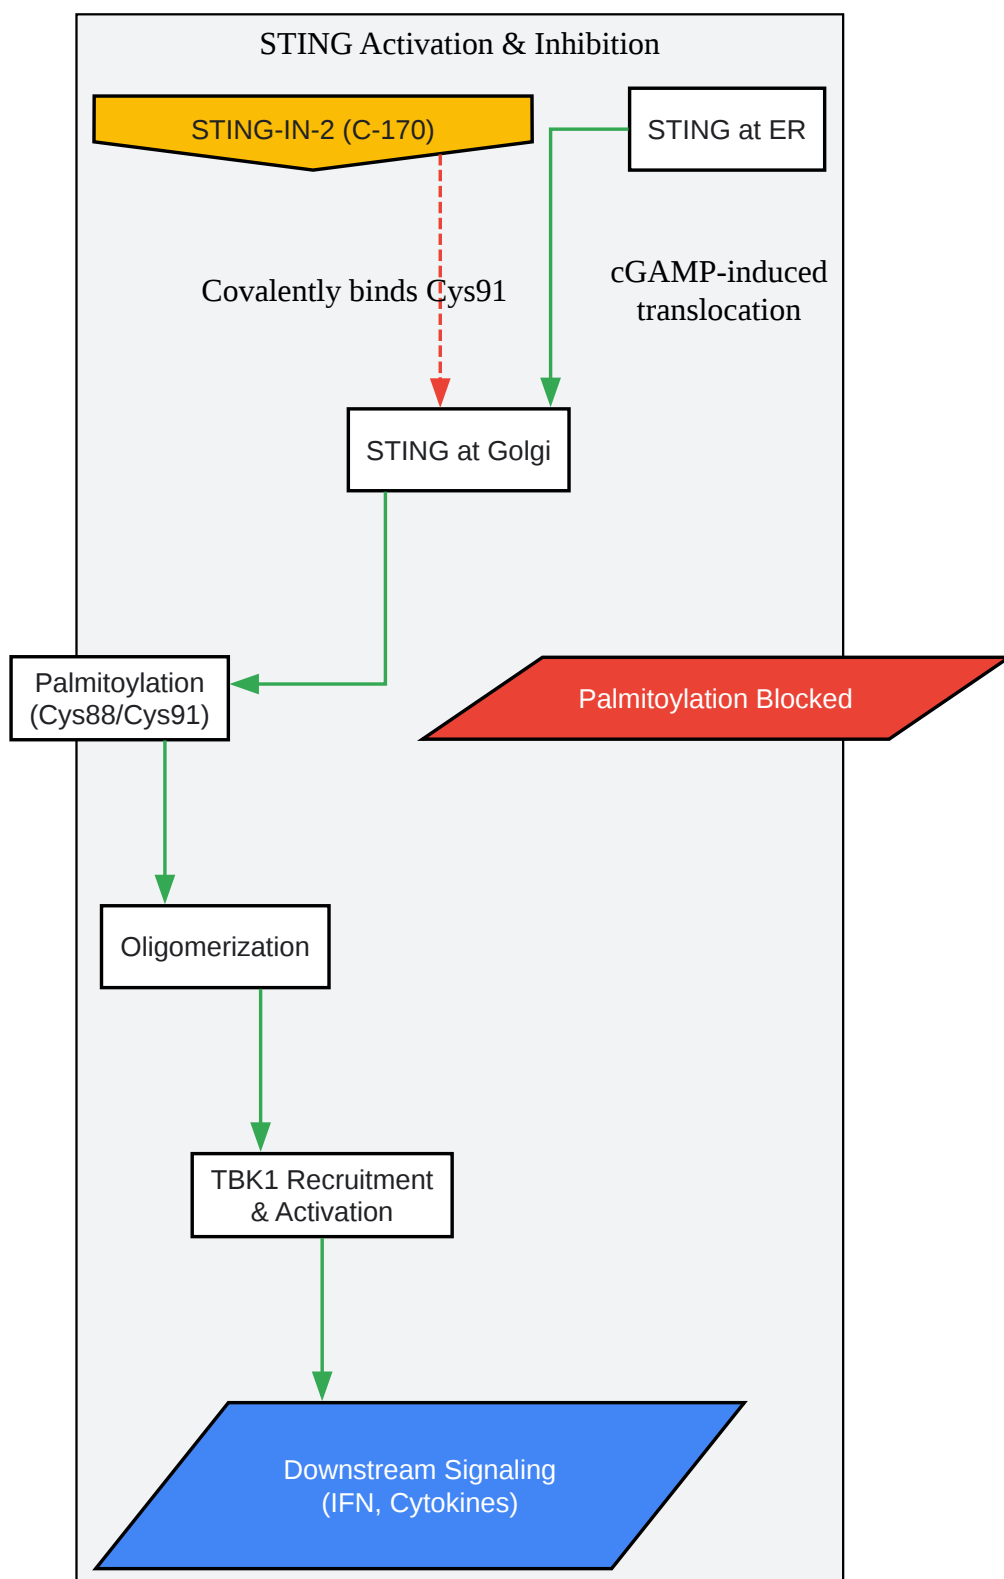 STING Activation & Inhibition
STING-IN-2 (C-170)
STING at ER
Covalently binds Cys91
cGAMP-induced
translocation
STING at Golgi
Palmitoylation
(Cys88/Cys91)
Palmitoylation Blocked
Oligomerization
TBK1 Recruitment
& Activation
Downstream Signaling
(IFN, Cytokines)